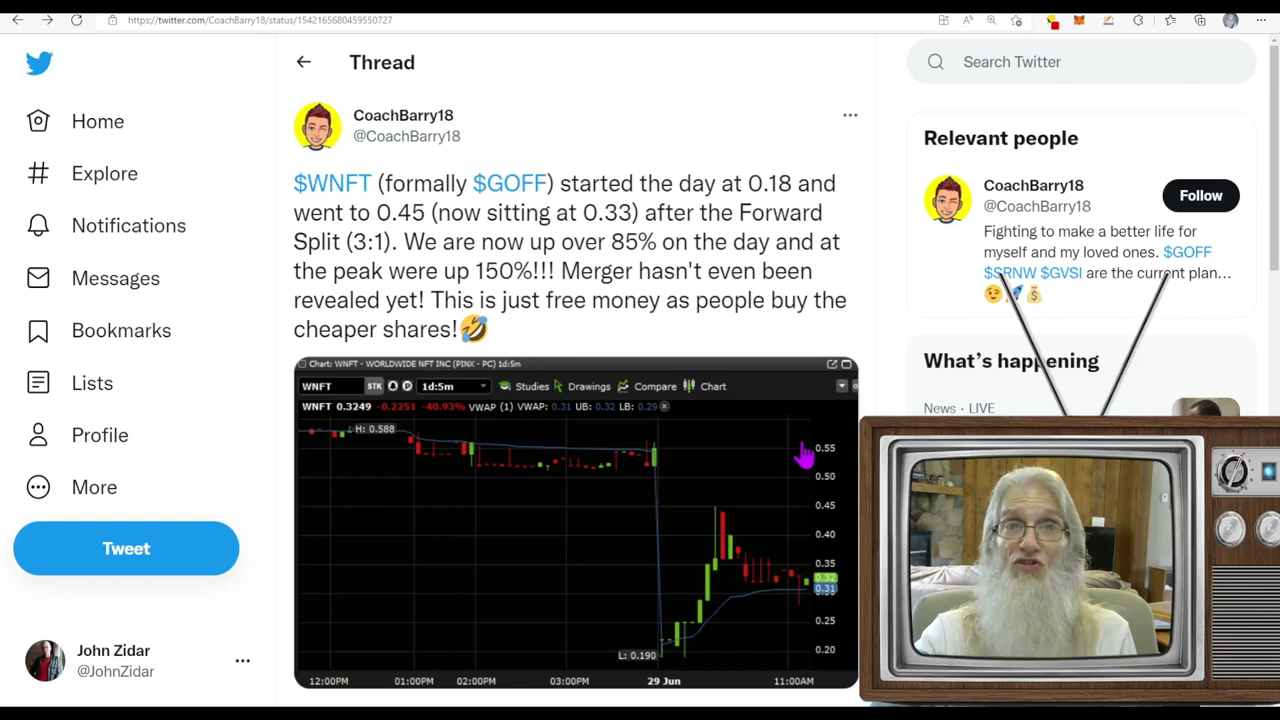 https://twitter.com/CoachBarry18/status/1542165680459550727
Thread
Search Twitter
Home
Explore
Notifications
Messages
Bookmarks
Lists
Profile
More
Tweet
John Zidar
@JohnZidar
CoachBarry18
@CoachBarry18
$WNFT (formally $GOFF) started the day at 0.18 and
went to 0.45 (now sitting at 0.33) after the Forward
Split (3:1). We are now up over 85% on the day and at
the peak were up 150%!!! Merger hasn't even been
revealed yet! This is just free money as people buy the
cheaper shares!🤣
Chart: WNFT - WORLDWIDE NFT INC (PINX - PC) 1d:5m
WNFT STK 1d:5m Studies Drawings Compare Chart
WNFT 0.3249 -0.2251 -40.93% VWAP (1) VWAP: 0.31 UB: 0.32 LB: 0.29
H: 0.588
0.55
0.50
0.45
0.40
0.35
0.32
0.31
0.25
0.20
L: 0.190
12:00PM 01:00PM 02:00PM 03:00PM 29 Jun 11:00AM
Relevant people
CoachBarry18
@CoachBarry18
Follow
Fighting to make a better life for
myself and my loved ones. $GOFF
$SRNW $GVSI are the current plan...
😉🚀💰
What's happening
News · LIVE